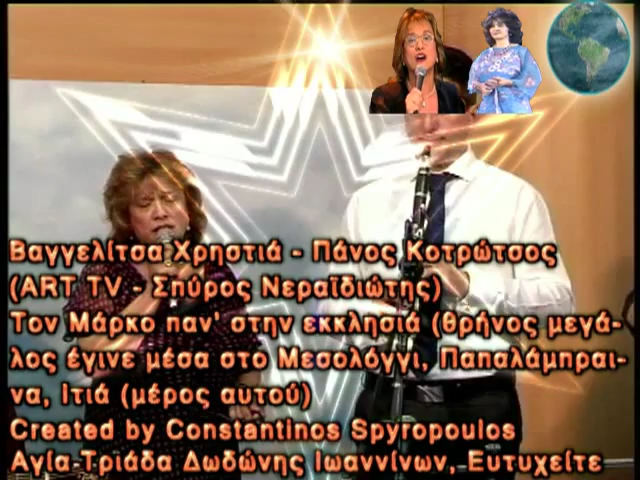 Βαγγελίτσα Χρηστιά - Πάνος Κοτρώτσος
(ART TV - Σπύρος Νεραϊδιώτης)
Τον Μάρκο παν' στην εκκλησιά (θρήνος μεγά-
λος έγινε μέσα στο Μεσολόγγι, Παπαλάμπραι-
να, Ιτιά (μέρος αυτού)
Created by Constantinos Spyropoulos
Αγία Τριάδα Δωδώνης Ιωαννίνων, Ευτυχείτε